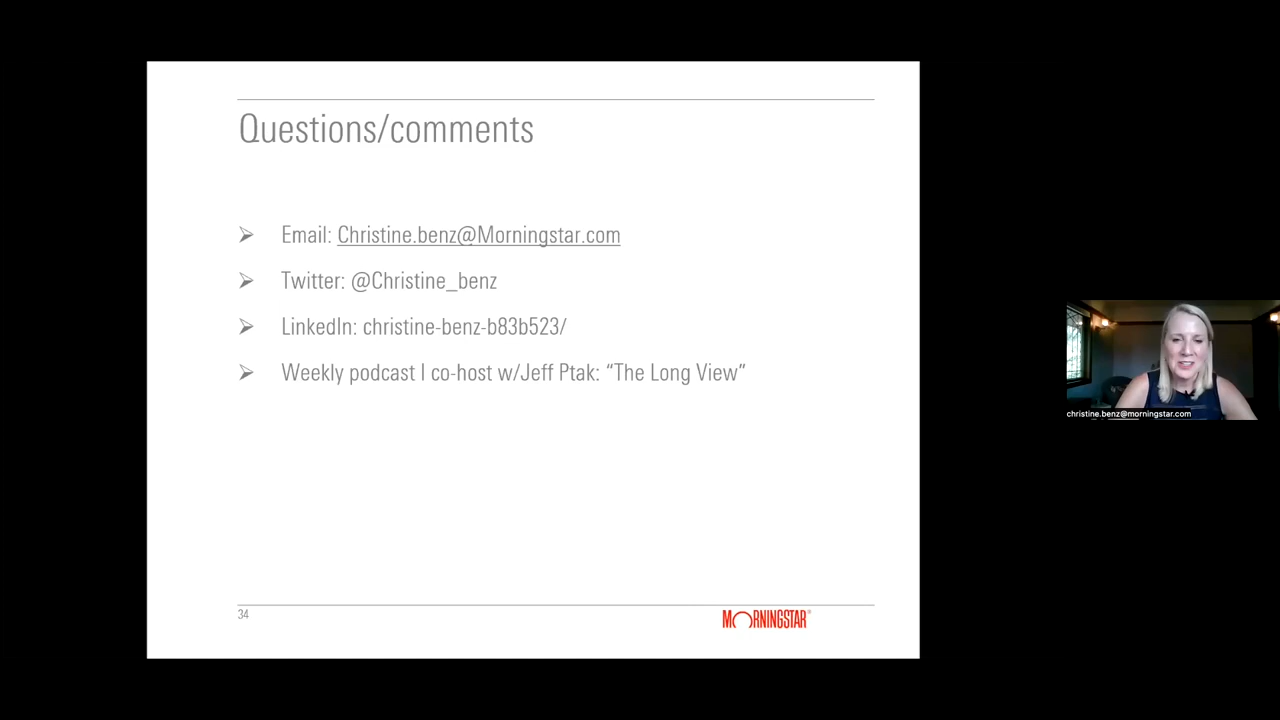 Questions/comments
Email: Christine.benz@Morningstar.com
Twitter: @Christine_benz
LinkedIn: christine-benz-b83b523/
Weekly podcast I co-host w/Jeff Ptak: “The Long View”
34
MORNINGSTAR®
christine.benz@morningstar.com